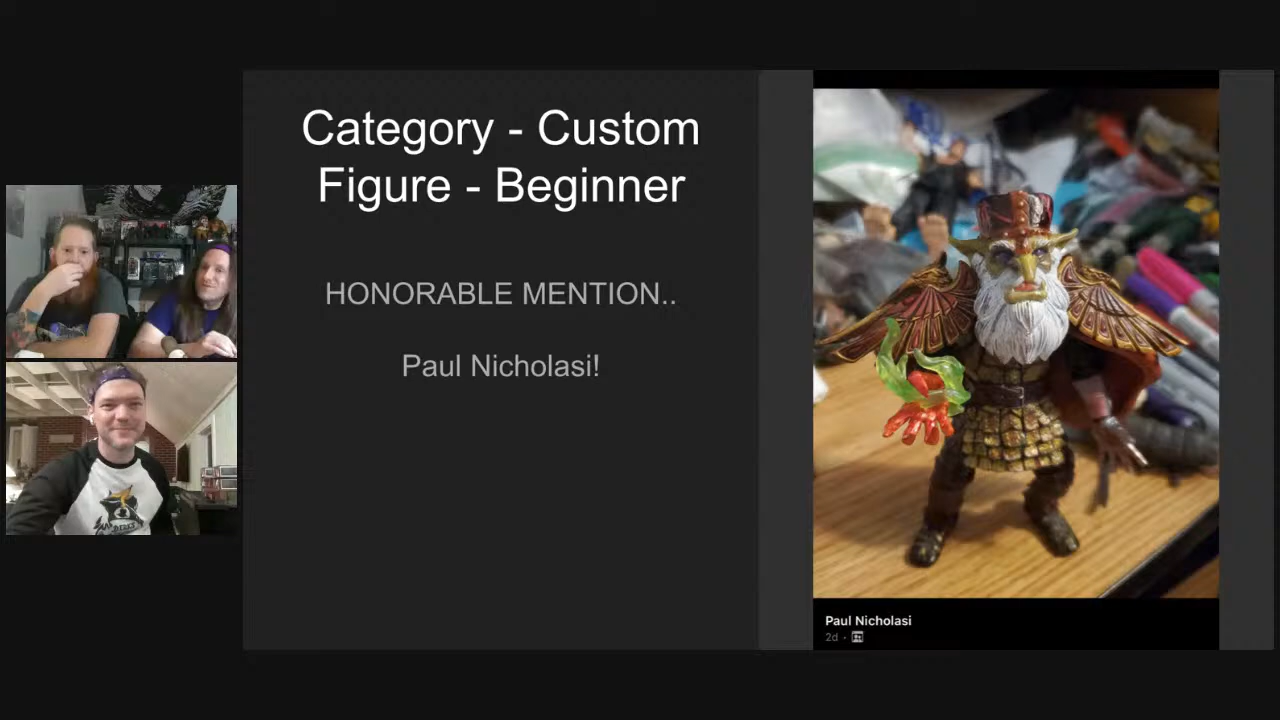 Category - Custom
Figure - Beginner
HONORABLE MENTION..
Paul Nicholasi!
Paul Nicholasi
2d